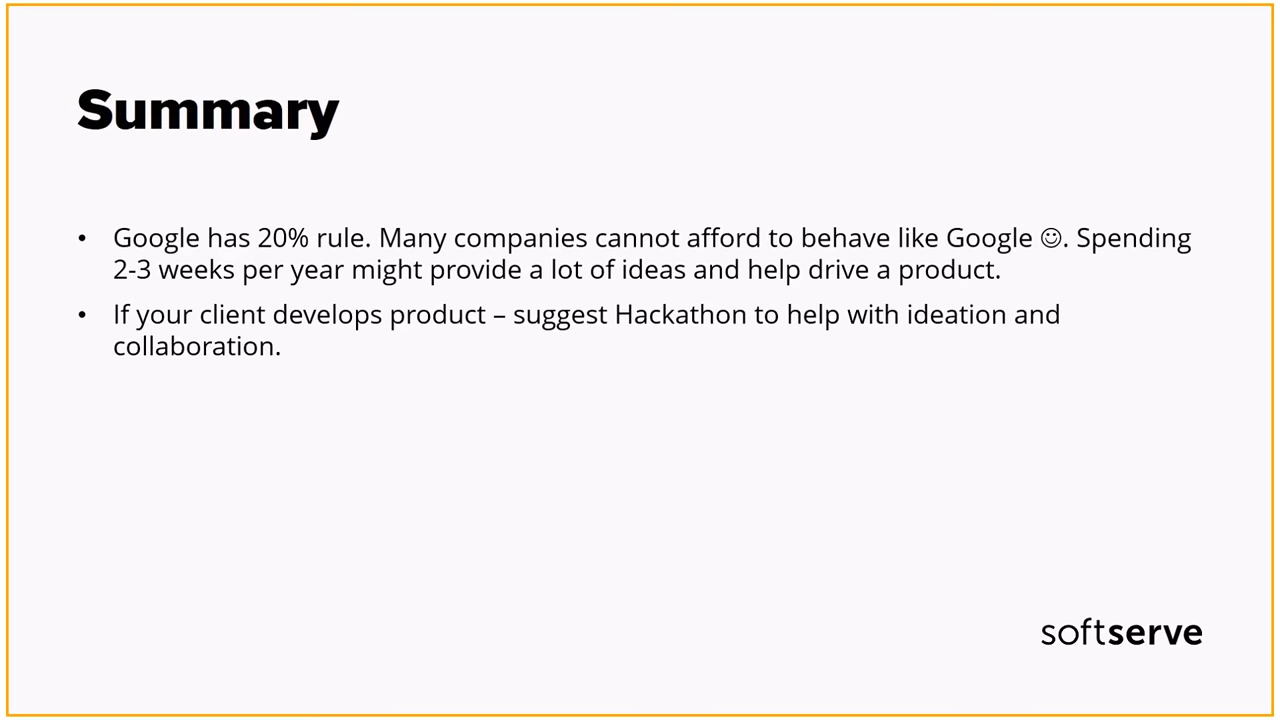 Summary
• Google has 20% rule. Many companies cannot afford to behave like Google ☺. Spending
2-3 weeks per year might provide a lot of ideas and help drive a product.
• If your client develops product – suggest Hackathon to help with ideation and
collaboration.
softserve